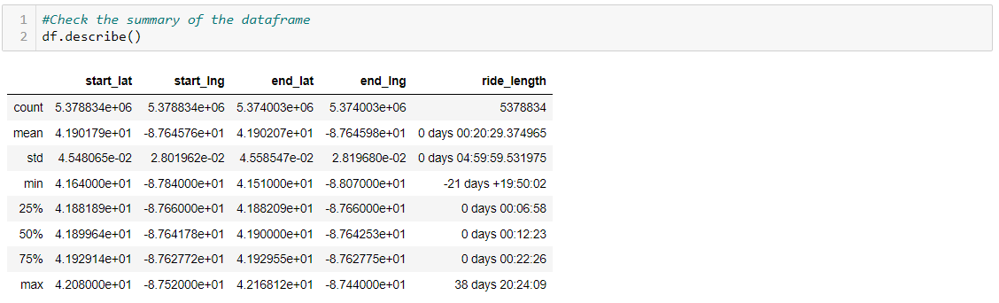 1 #Check the summary of the dataframe
2 df.describe()
start_lat start_lng end_lat end_lng ride_length
count 5.378834e+06 5.378834e+06 5.374003e+06 5.374003e+06 5378834
mean 4.190179e+01 -8.764576e+01 4.190207e+01 -8.764598e+01 0 days 00:20:29.374965
std 4.548065e-02 2.801962e-02 4.558547e-02 2.819680e-02 0 days 04:59:59.531975
min 4.164000e+01 -8.784000e+01 4.151000e+01 -8.807000e+01 -21 days +19:50:02
25% 4.188189e+01 -8.766000e+01 4.188209e+01 -8.766000e+01 0 days 00:06:58
50% 4.189964e+01 -8.764178e+01 4.190000e+01 -8.764253e+01 0 days 00:12:23
75% 4.192914e+01 -8.762772e+01 4.192955e+01 -8.762775e+01 0 days 00:22:26
max 4.208000e+01 -8.752000e+01 4.216812e+01 -8.744000e+01 38 days 20:24:09